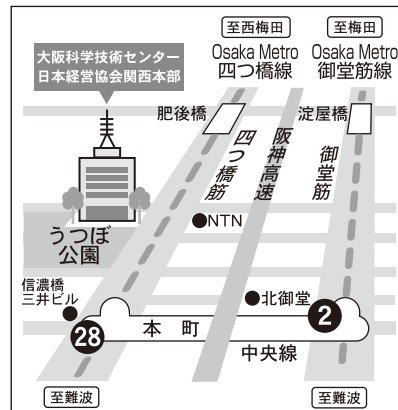 至西梅田
至梅田
大阪科学技術センター
日本経営協会関西本部
Osaka Metro
四つ橋線
Osaka Metro
御堂筋線
肥後橋
淀屋橋
四つ橋筋
阪神高速
御堂筋
NTN
うつぼ
公園
信濃橋
三井ビル
北御堂
2
28
本町
中央線
至難波
至難波